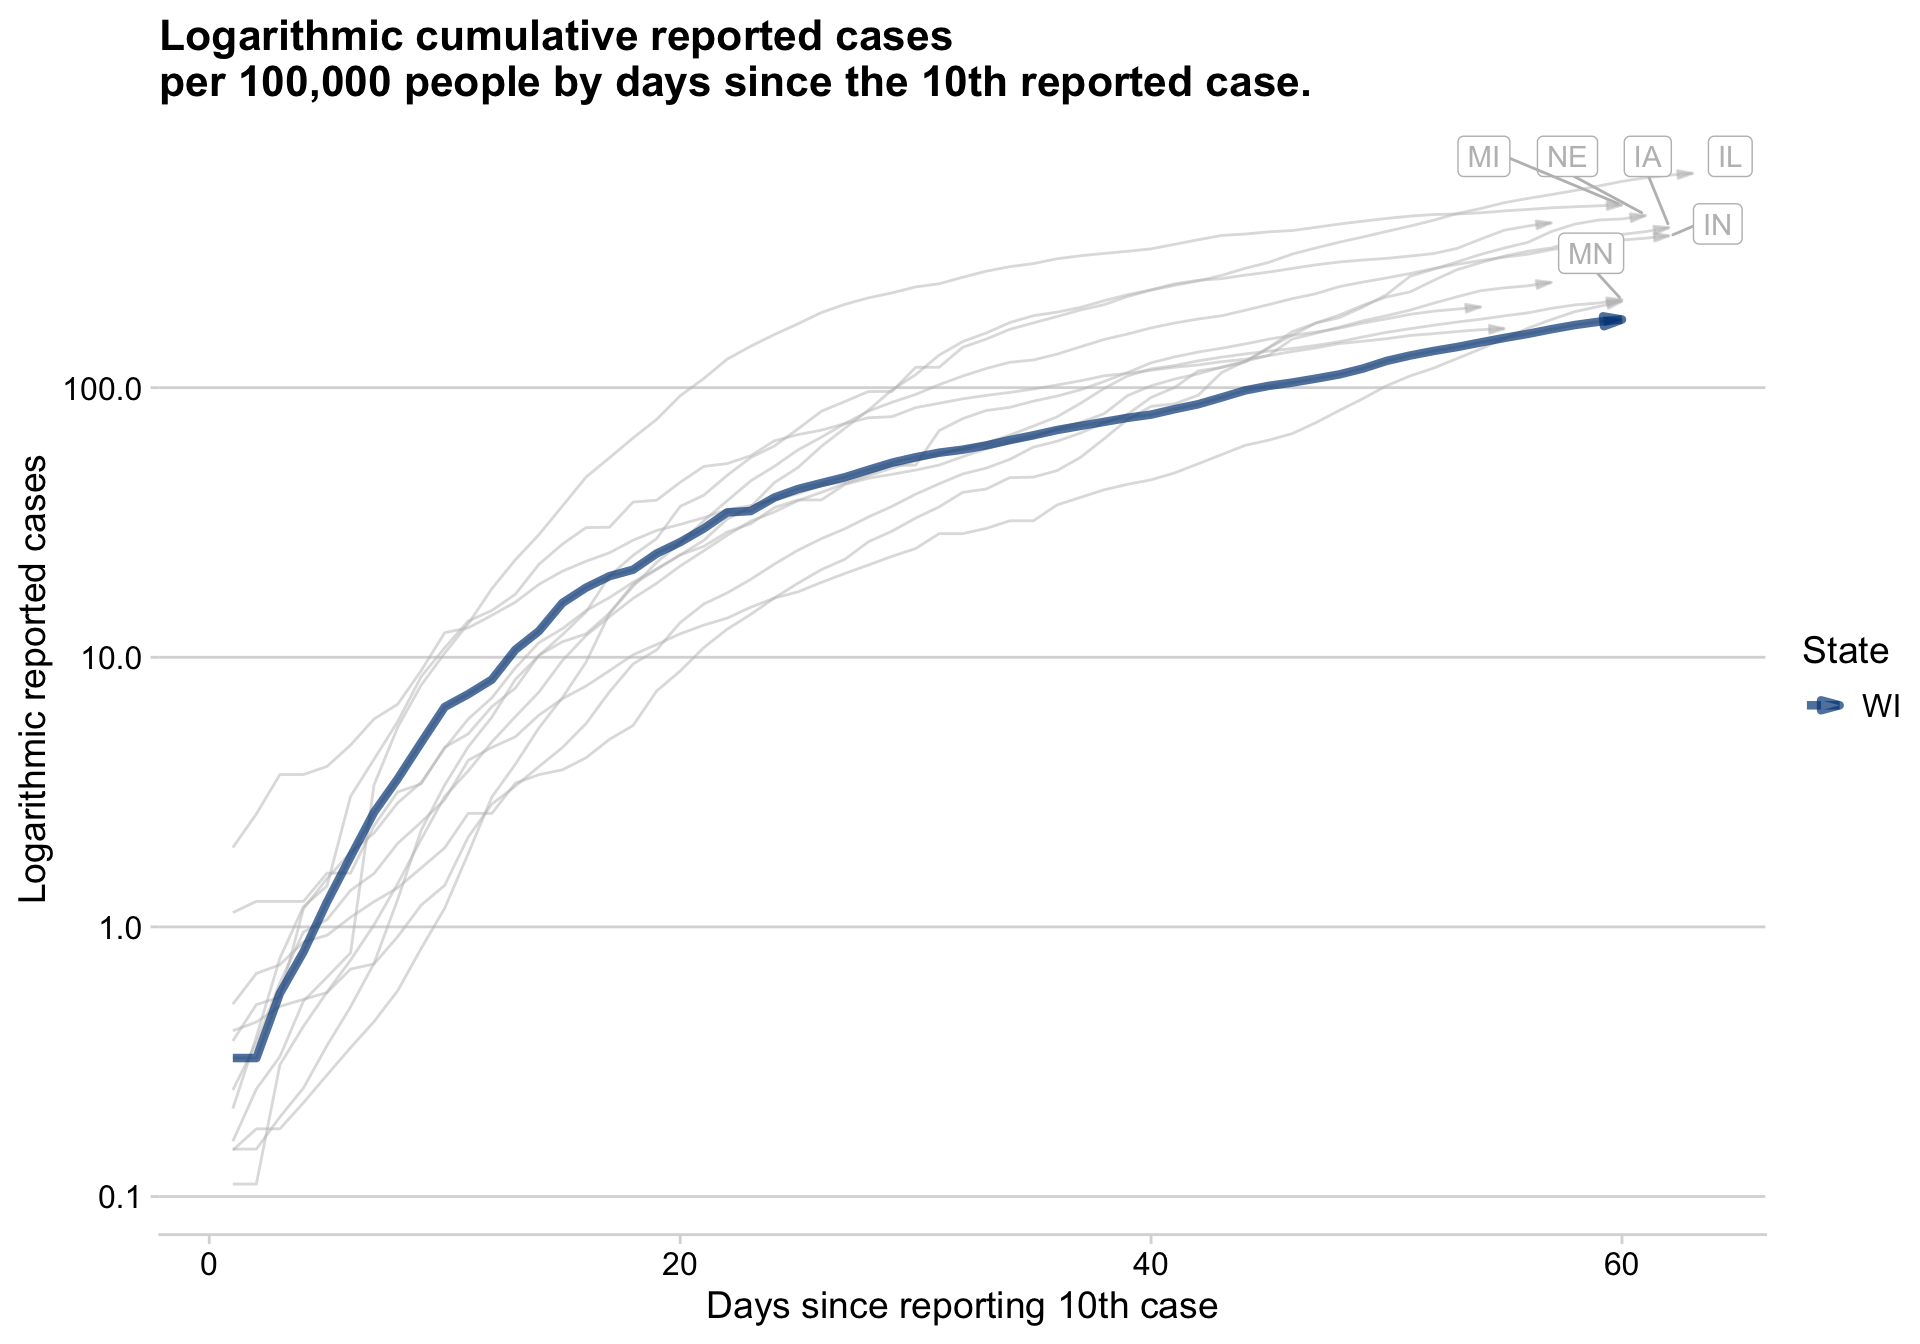 Logarithmic cumulative reported cases
per 100,000 people by days since the 10th reported case.
MI
NE
IA
IL
IN
MN
100.0
10.0
1.0
0.1
Logarithmic reported cases
State
WI
0
20
40
60
Days since reporting 10th case